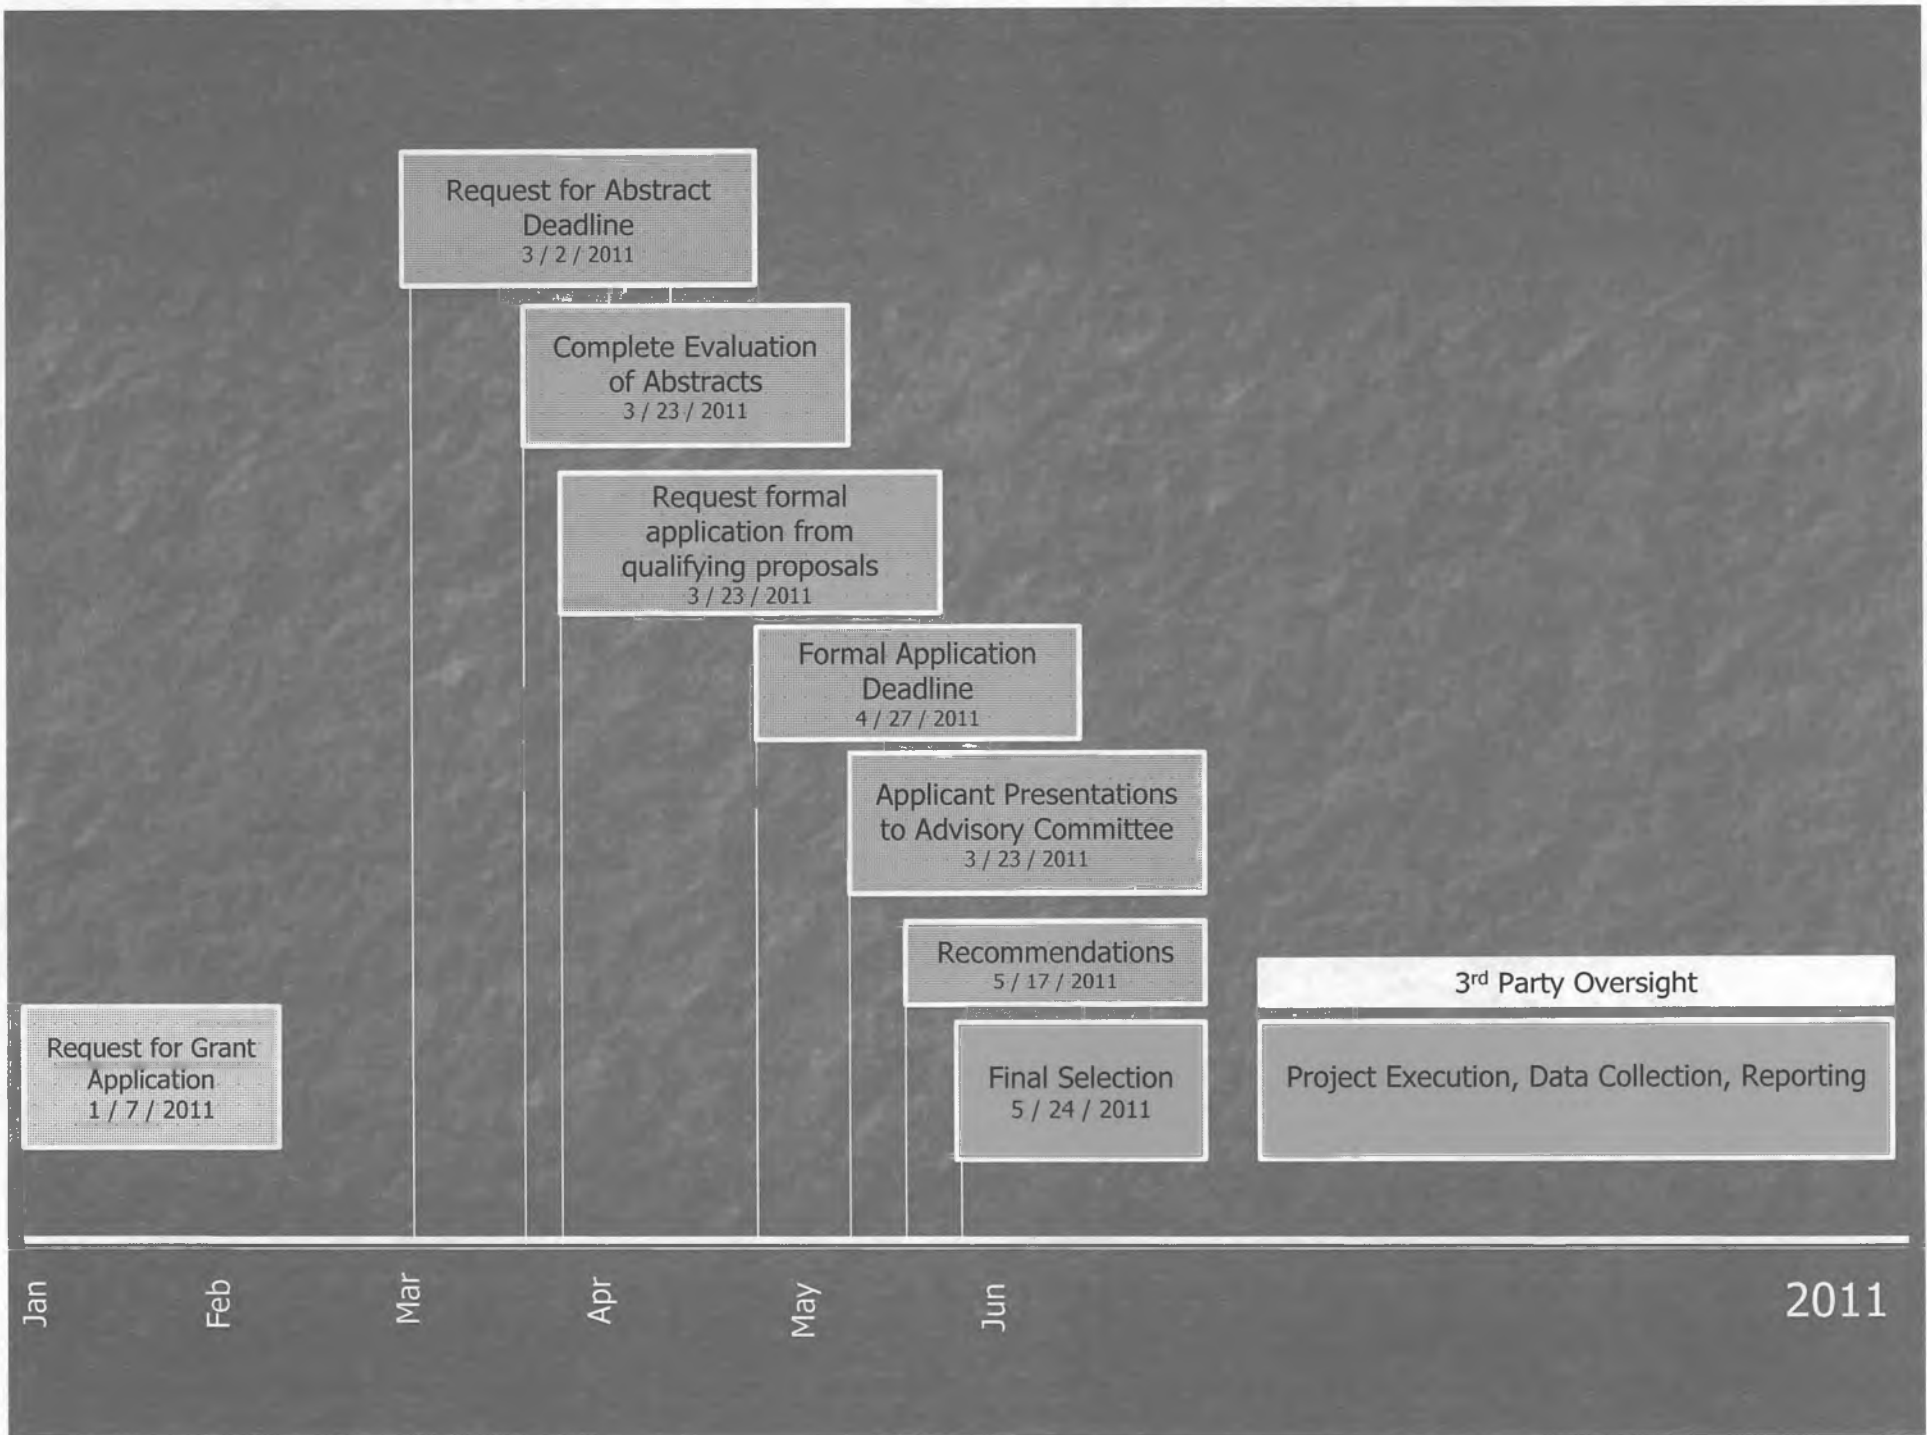 Request for Abstract
Deadline
3 / 2 / 2011
Complete Evaluation
of Abstracts
3 / 23 / 2011
Request formal
application from
qualifying proposals
3 / 23 / 2011
Formal Application
Deadline
4 / 27 / 2011
Applicant Presentations
to Advisory Committee
3 / 23 / 2011
Recommendations
5 / 17 / 2011
3rd Party Oversight
Request for Grant
Application
1 / 7 / 2011
Final Selection
5 / 24 / 2011
Project Execution, Data Collection, Reporting
Jan
Feb
Mar
Apr
May
Jun
2011